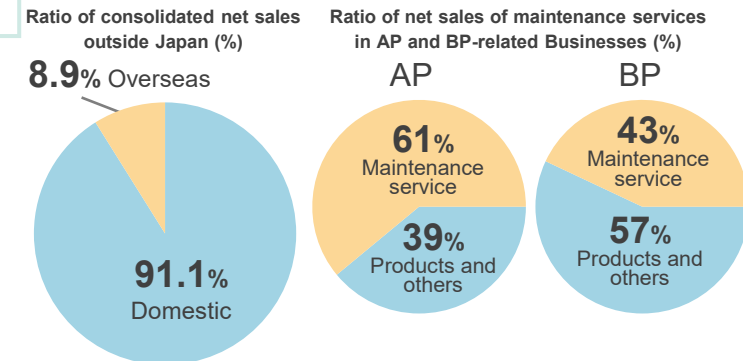 Ratio of consolidated net sales
outside Japan (%)
8.9% Overseas
91.1%
Domestic
Ratio of net sales of maintenance services
in AP and BP-related Businesses (%)
AP
61%
Maintenance
service
39%
Products and
others
BP
43%
Maintenance
service
57%
Products and
others